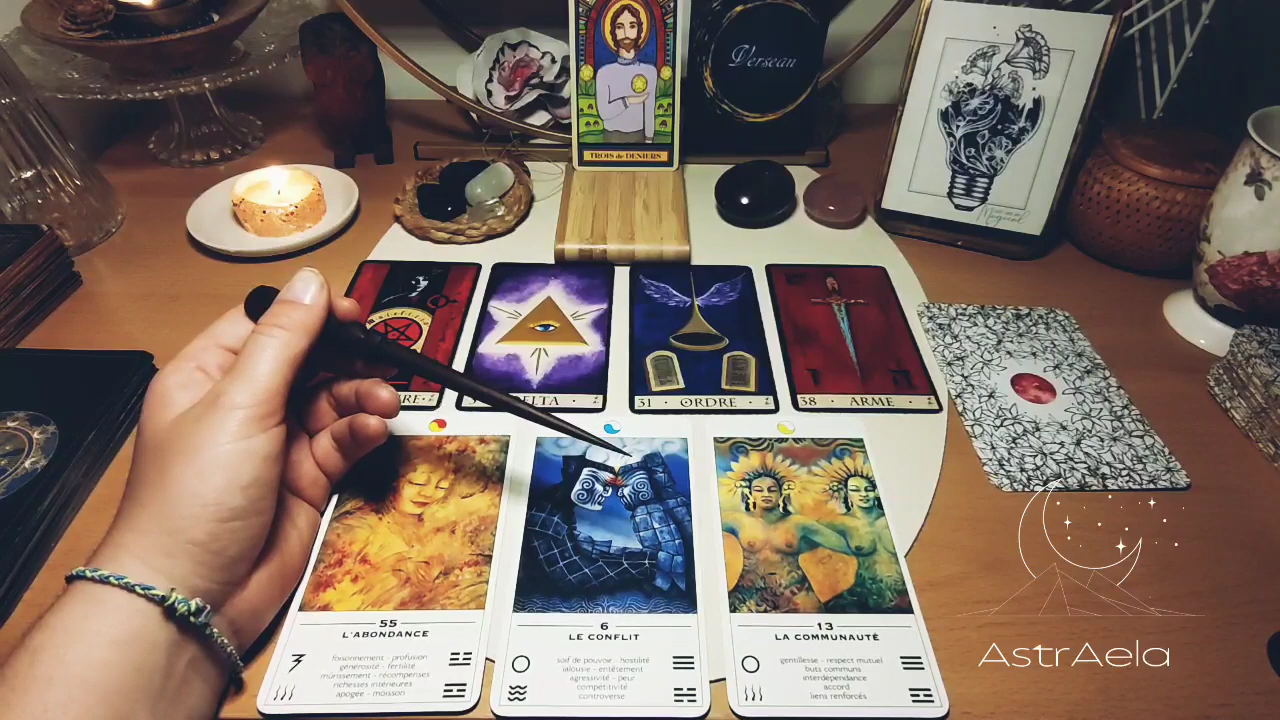 Verseau
TROIS de DENIERS
Magical
ELTA
31 · ORDRE ·
38 · ARME ·
55
L'ABONDANCE
foisonnement - profusion
générosité - fertilité
mûrissement - récompenses
richesses intérieures
apogée - moisson
6
LE CONFLIT
soif de pouvoir - hostilité
jalousie - entêtement
agressivité - peur
compétitivité
controverse
13
LA COMMUNAUTÉ
gentillesse - respect mutuel
buts communs
interdépendance
accord
liens renforcés
AstrAela